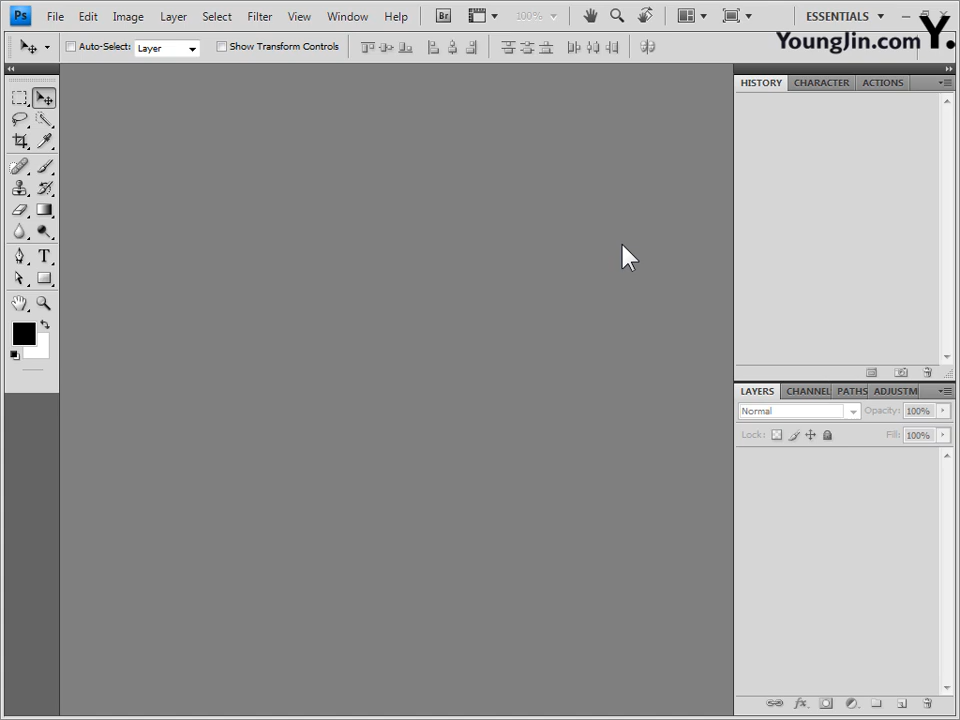 Ps File Edit Image Layer Select Filter View Window Help Br 100% ESSENTIALS
Auto-Select: Layer Show Transform Controls YoungJin.com Y.
HISTORY CHARACTER ACTIONS
T
LAYERS CHANNEL PATHS ADJUSTM
Normal Opacity: 100%
Lock: Fill: 100%
fx